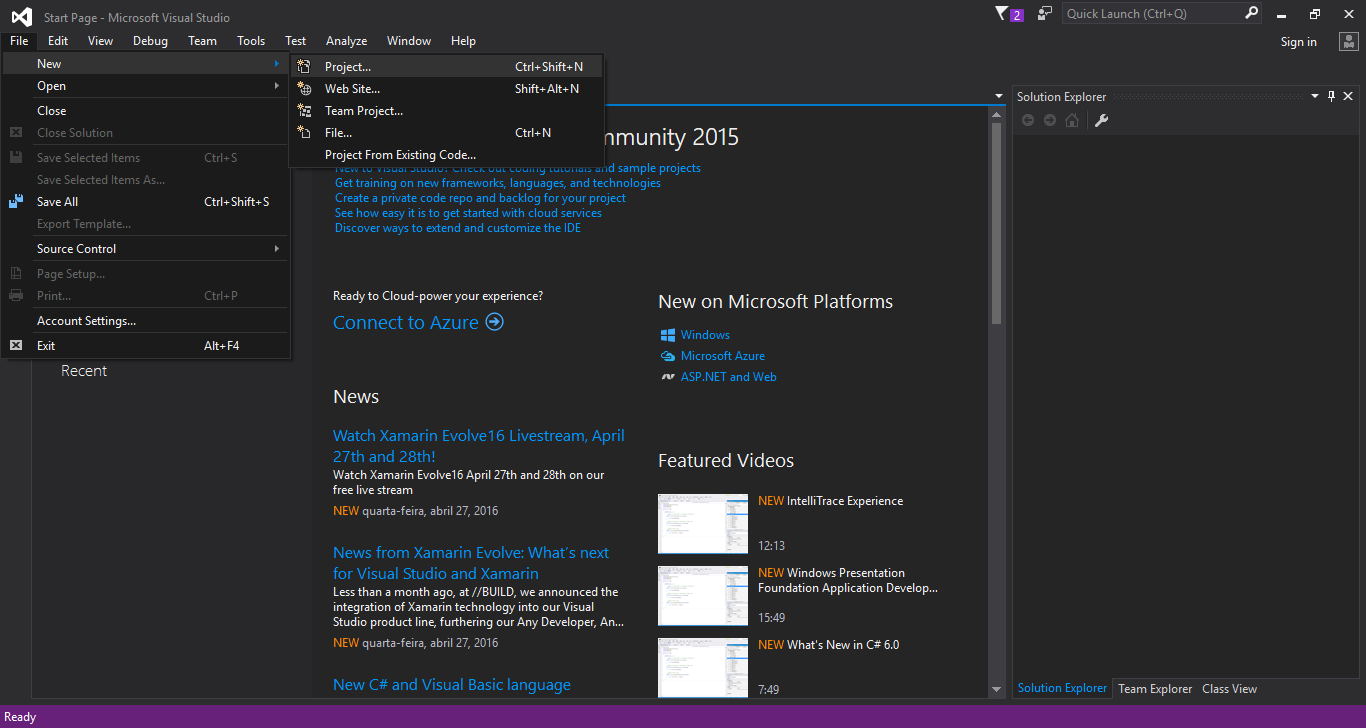 Start Page - Microsoft Visual Studio
2
Quick Launch (Ctrl+Q)
File Edit View Debug Team Tools Test Analyze Window Help
Sign in
New
Open
Close
Close Solution
Save Selected Items Ctrl+S
Save Selected Items As...
Save All Ctrl+Shift+S
Export Template...
Source Control
Page Setup...
Print... Ctrl+P
Account Settings...
Exit Alt+F4
Project... Ctrl+Shift+N
Web Site... Shift+Alt+N
Team Project...
File... Ctrl+N
Project From Existing Code...
Recent
mmunity 2015
New to Visual Studio? Check out coding tutorials and sample projects
Get training on new frameworks, languages, and technologies
Create a private code repo and backlog for your project
See how easy it is to get started with cloud services
Discover ways to extend and customize the IDE
Ready to Cloud-power your experience?
Connect to Azure
News
Watch Xamarin Evolve16 Livestream, April
27th and 28th!
Watch Xamarin Evolve16 April 27th and 28th on our
free live stream
NEW quarta-feira, abril 27, 2016
News from Xamarin Evolve: What's next
for Visual Studio and Xamarin
Less than a month ago, at //BUILD, we announced the
integration of Xamarin technology into our Visual
Studio product line, furthering our Any Developer, An...
NEW quarta-feira, abril 27, 2016
New C# and Visual Basic language
New on Microsoft Platforms
Windows
Microsoft Azure
ASP.NET and Web
Featured Videos
NEW IntelliTrace Experience
12:13
NEW Windows Presentation
Foundation Application Develop...
15:49
NEW What's New in C# 6.0
7:49
Solution Explorer
Solution Explorer Team Explorer Class View
Ready